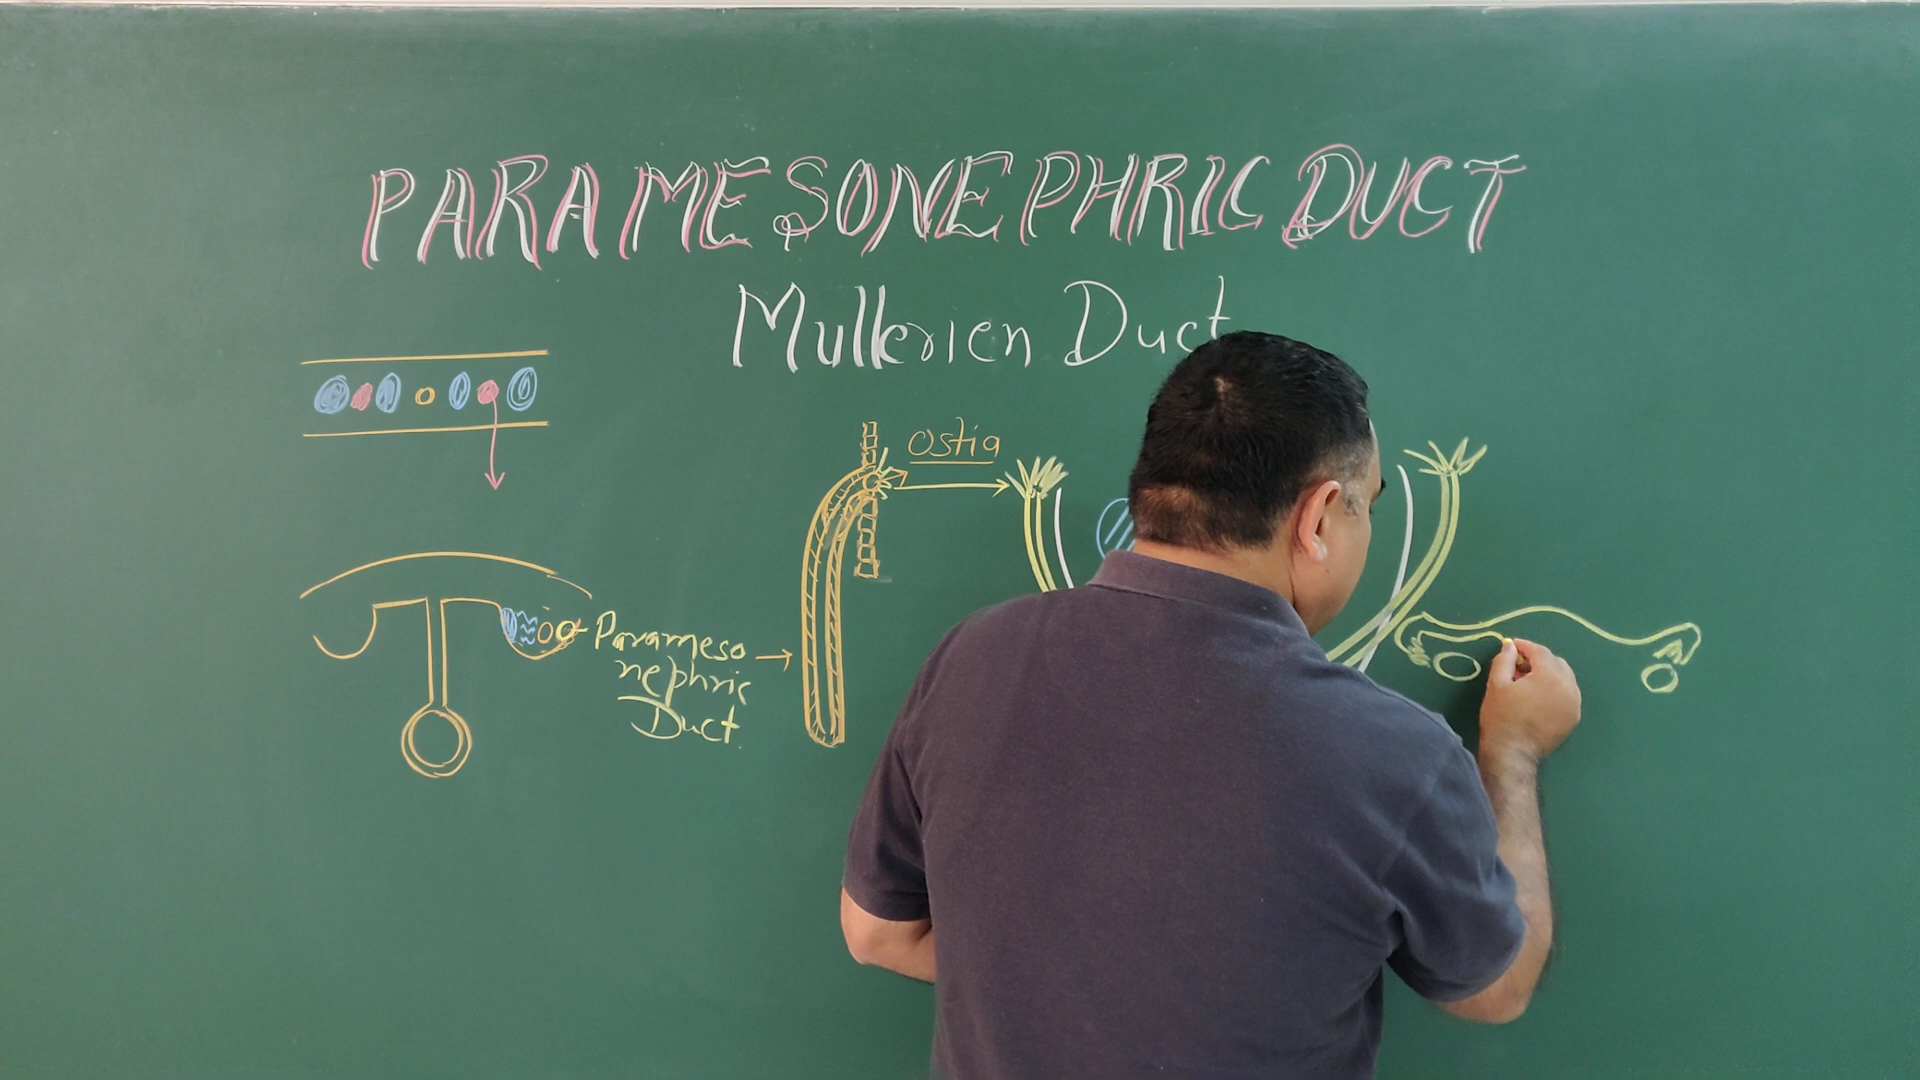 PARAMESONEPHRIC DUCT
Mullerien Duct
Ostia
Parameso
nephric
Duct.